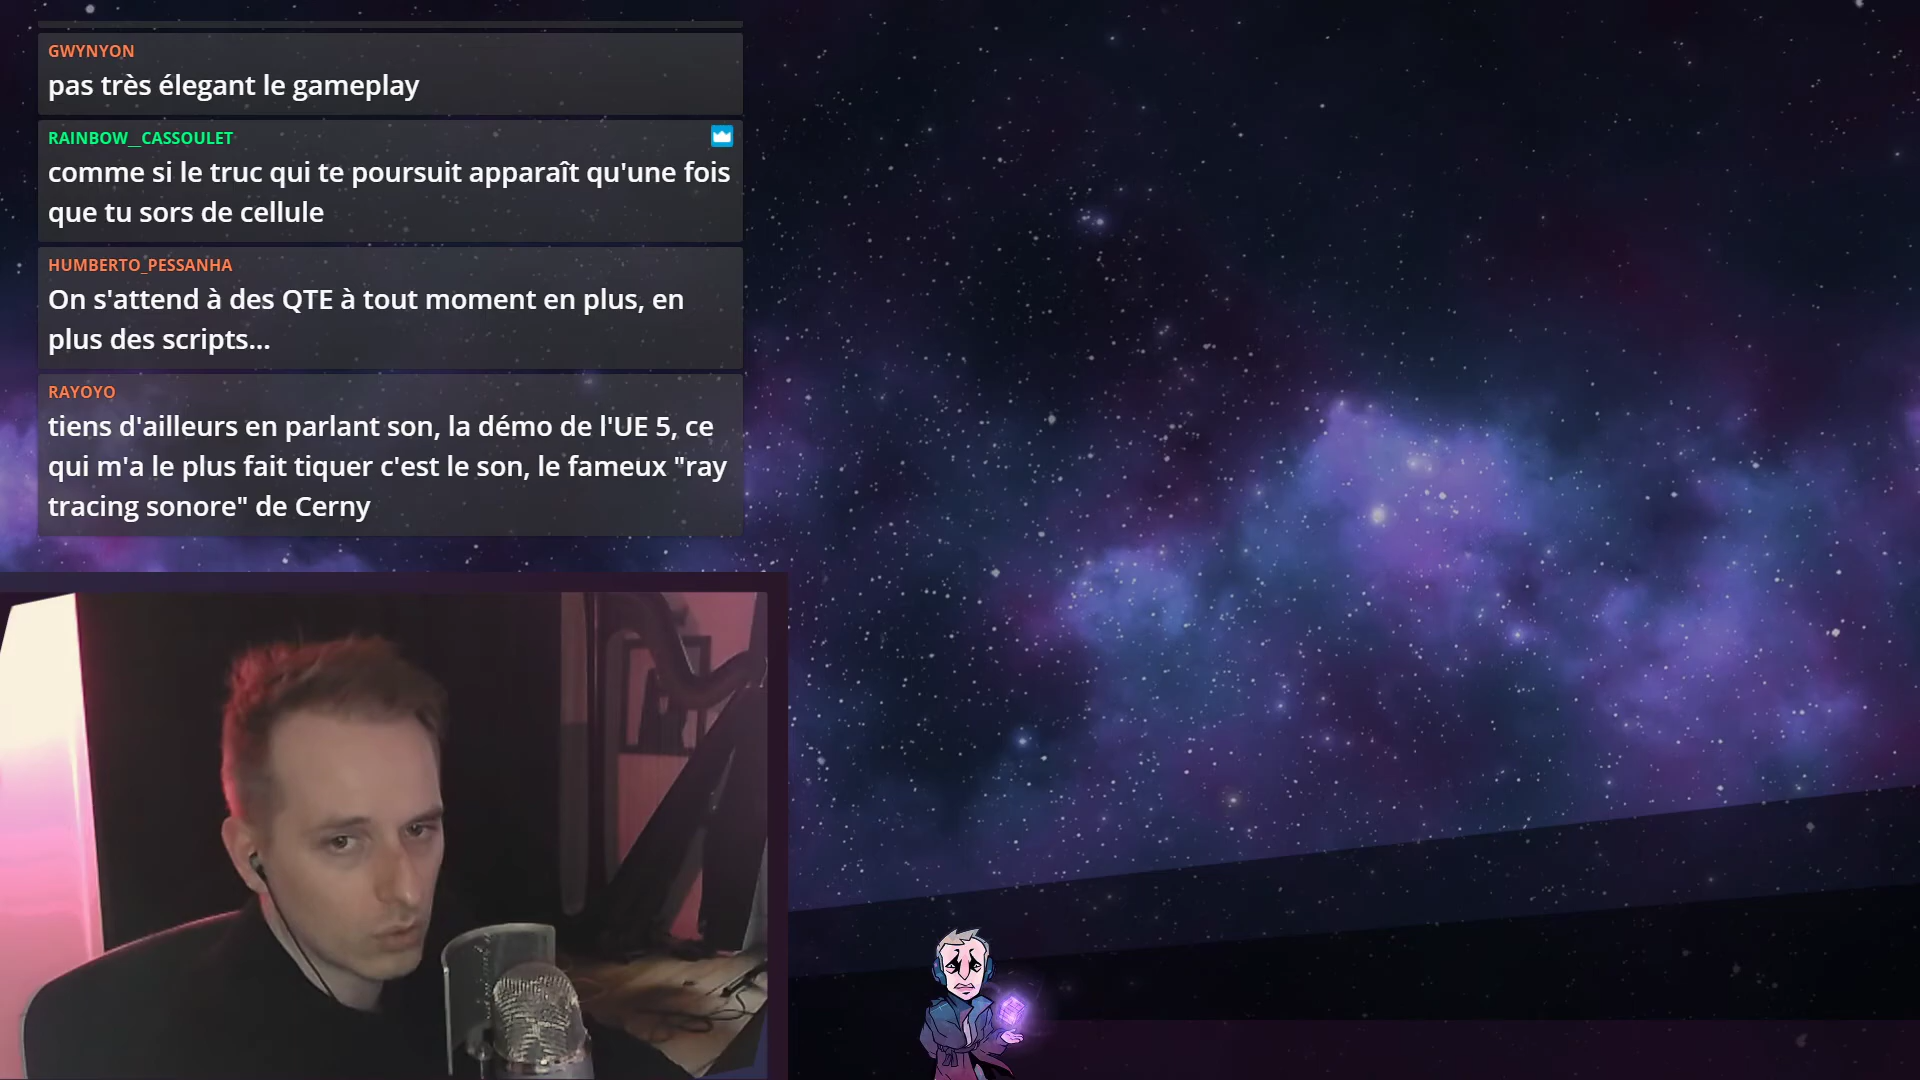 GWYNYON
pas très élegant le gameplay
RAINBOW__CASSOULET
comme si le truc qui te poursuit apparaît qu'une fois
que tu sors de cellule
HUMBERTO_PESSANHA
On s'attend à des QTE à tout moment en plus, en
plus des scripts...
RAYOYO
tiens d'ailleurs en parlant son, la démo de l'UE 5, ce
qui m'a le plus fait tiquer c'est le son, le fameux "ray
tracing sonore" de Cerny